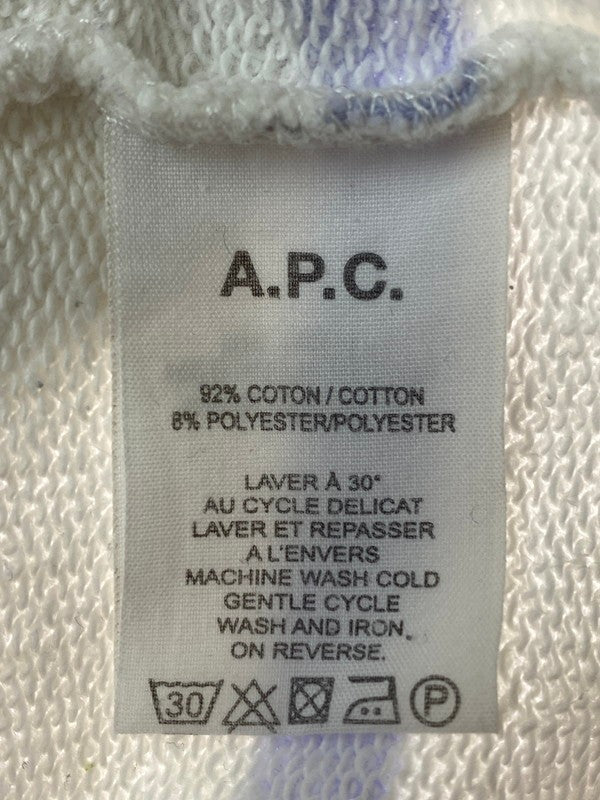 A.P.C.
92% COTON / COTTON
8% POLYESTER/POLYESTER
LAVER À 30°
AU CYCLE DELICAT
LAVER ET REPASSER
A L'ENVERS
MACHINE WASH COLD
GENTLE CYCLE
WASH AND IRON
ON REVERSE.
30 P